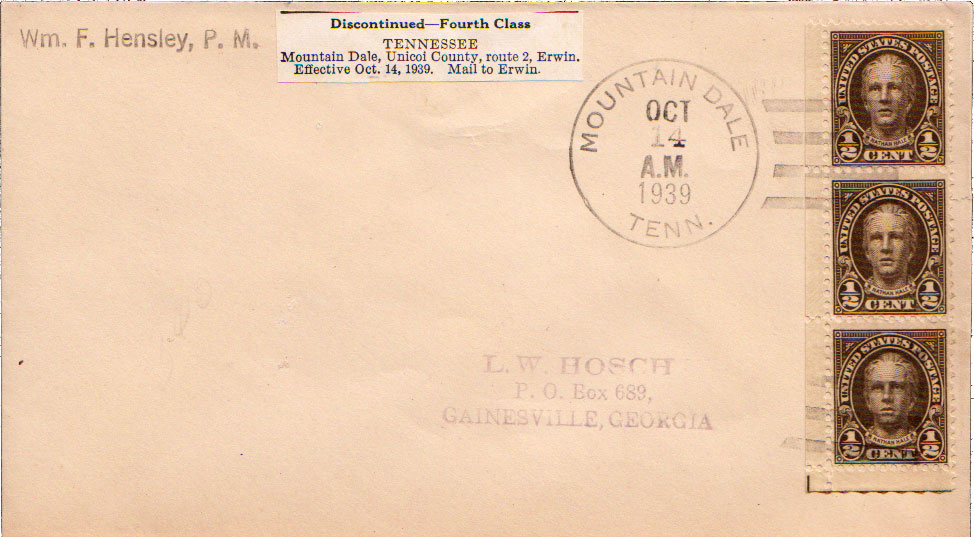 Wm. F. Hensley, P. M.
Discontinued—Fourth Class
TENNESSEE
Mountain Dale, Unicoi County, route 2, Erwin.
Effective Oct. 14, 1939. Mail to Erwin.
MOUNTAIN DALE
OCT
14
A.M.
1939
TENN.
UNITED STATES POSTAGE
NATHAN HALE
1/2 CENT 1/2
UNITED STATES POSTAGE
NATHAN HALE
1/2 CENT 1/2
UNITED STATES POSTAGE
NATHAN HALE
1/2 CENT 1/2
L. W. HOSCH
P. O. Box 689,
GAINESVILLE, GEORGIA